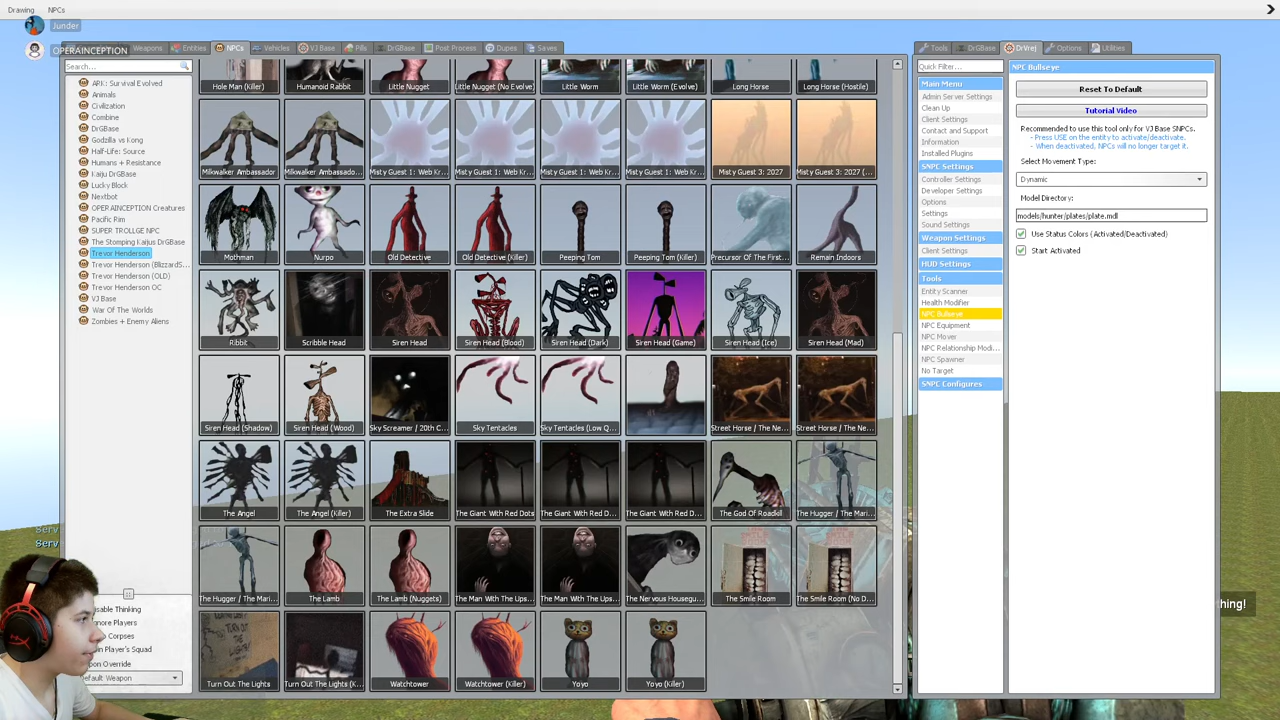 Drawing NPCs
Junder
OPERAINCEPTION
Weapons Entities NPCs Vehicles VJ Base Pills DrGBase Post Process Dupes Saves
Tools DrGBase DrVrej Options Utilities
Search...
ARK: Survival Evolved
Animals
Civilization
Combine
DrGBase
Godzilla vs Kong
Half-Life: Source
Humans + Resistance
Kaiju DrGBase
Lucky Block
Nextbot
OPERAINCEPTION Creatures
Pacific Rim
SUPER TROLLGE NPC
The Stomping Kaijus DrGBase
Trevor Henderson
Trevor Henderson (BlizzardS...
Trevor Henderson (OLD)
Trevor Henderson OC
VJ Base
War Of The Worlds
Zombies + Enemy Aliens
Serv
Serv
isable Thinking
gnore Players
o Corpses
in Player's Squad
pon Override
efault Weapon
Hole Man (Killer) Humanoid Rabbit Little Nugget Little Nugget (No Evolve) Little Worm Little Worm (Evolve) Long Horse Long Horse (Hostile)
Milkwalker Ambassador Milkwalker Ambassado... Misty Guest 1: Web Kr... Misty Guest 1: Web Kr... Misty Guest 1: Web Kr... Misty Guest 1: Web Kr... Misty Guest 3: 2027 Misty Guest 3: 2027 (...
Mothman Nurpo Old Detective Old Detective (Killer) Peeping Tom Peeping Tom (Killer) Precursor Of The First... Remain Indoors
Ribbit Scribble Head Siren Head Siren Head (Blood) Siren Head (Dark) Siren Head (Game) Siren Head (Ice) Siren Head (Mad)
Siren Head (Shadow) Siren Head (Wood) Sky Screamer / 20th C... Sky Tentacles Sky Tentacles (Low Q... Street Horse / The Ne... Street Horse / The Ne...
The Angel The Angel (Killer) The Extra Slide The Giant With Red Dots The Giant With Red D... The Giant With Red D... The God Of Roadkill The Hugger / The Mari...
The Hugger / The Mari... The Lamb The Lamb (Nuggets) The Man With The Ups... The Man With The Ups... The Nervous Housegu... The Smile Room The Smile Room (No D...
Turn Out The Lights Turn Out The Lights (K... Watchtower Watchtower (Killer) Yoyo Yoyo (Killer)
Quick Filter...
Main Menu
Admin Server Settings
Clean Up
Client Settings
Contact and Support
Information
Installed Plugins
SNPC Settings
Controller Settings
Developer Settings
Options
Settings
Sound Settings
Weapon Settings
Client Settings
HUD Settings
Tools
Entity Scanner
Health Modifier
NPC Bullseye
NPC Equipment
NPC Mover
NPC Relationship Modi...
NPC Spawner
No Target
SNPC Configures
NPC Bullseye
Reset To Default
Tutorial Video
Recommended to use this tool only for VJ Base SNPCs.
- Press USE on the entity to activate/deactivate.
- When deactivated, NPCs will no longer target it.
Select Movement Type:
Dynamic
Model Directory:
models/hunter/plates/plate.mdl
Use Status Colors (Activated/Deactivated)
Start Activated
hing!